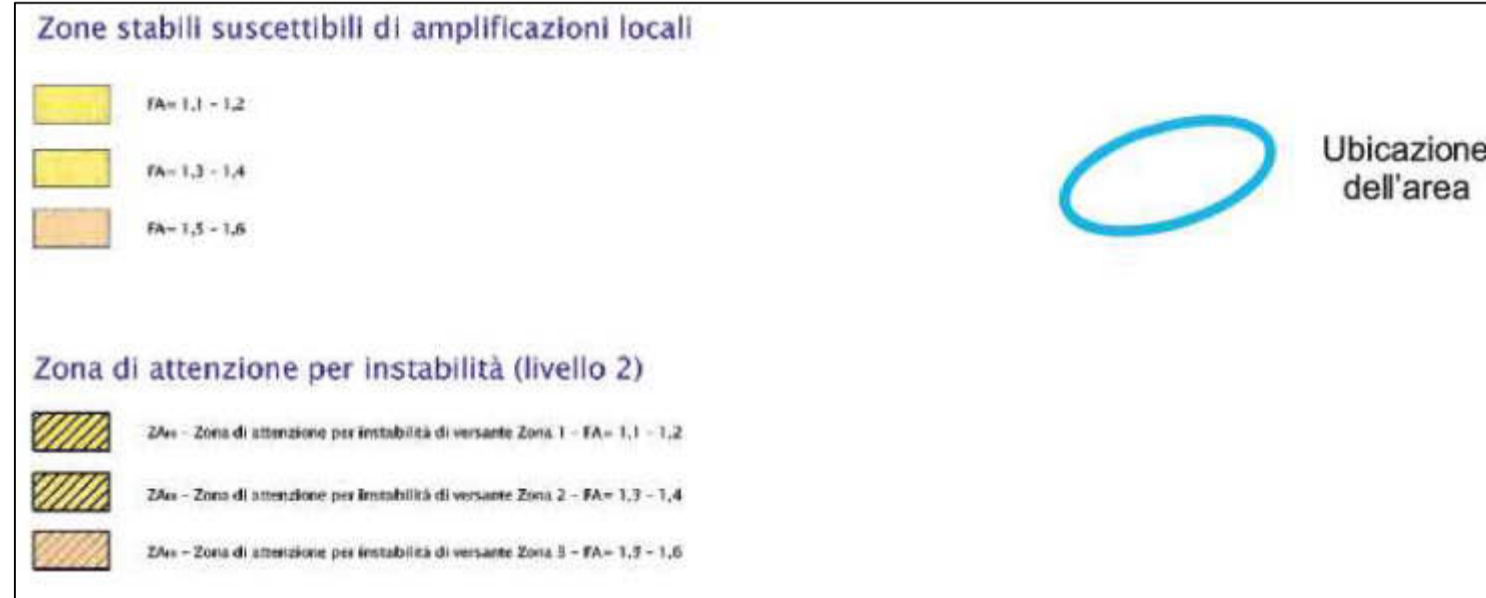 Zone stabili suscettibili di amplificazioni locali
FA= 1,1 - 1,2
FA= 1,3 - 1,4
FA= 1,5 - 1,6
Ubicazione
dell'area
Zona di attenzione per instabilità (livello 2)
- Zona di attenzione per instabilità di versante Zona 1 - FA= 1,1 - 1,2
- Zona di attenzione per instabilità di versante Zona 2 - FA= 1,3 - 1,4
- Zona di attenzione per instabilità di versante Zona 3 - FA= 1,5 - 1,6